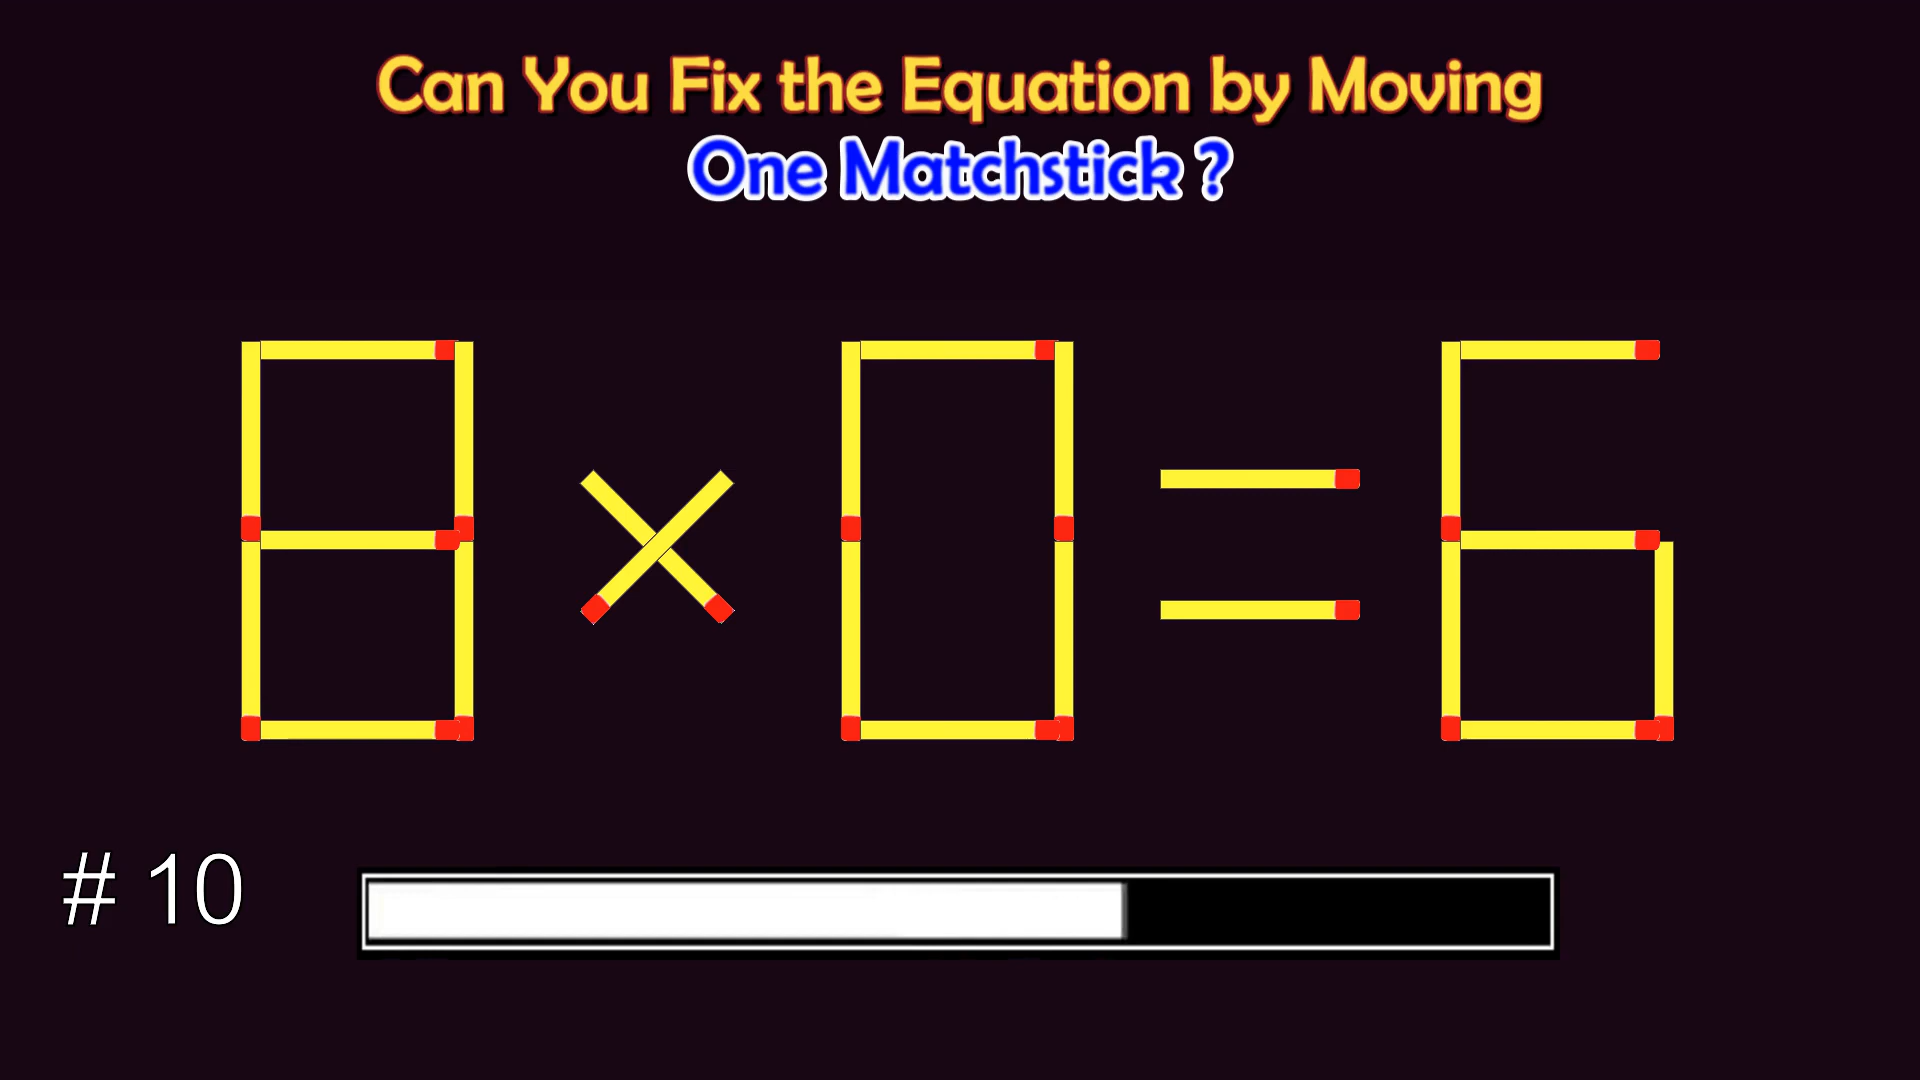 Can You Fix the Equation by Moving
One Matchstick ?
8 × 0 = 6
# 10